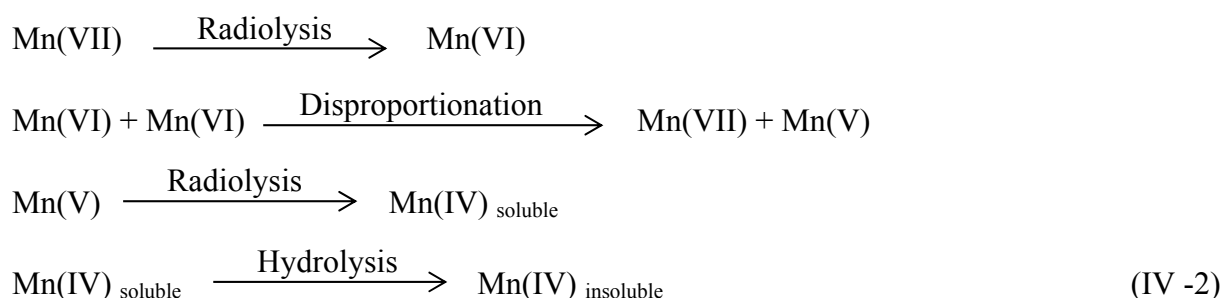 Mn(VII) Radiolysis Mn(VI)
Mn(VI) + Mn(VI) Disproportionation Mn(VII) + Mn(V)
Mn(V) Radiolysis Mn(IV) soluble
Mn(IV) soluble Hydrolysis Mn(IV) insoluble (IV -2)